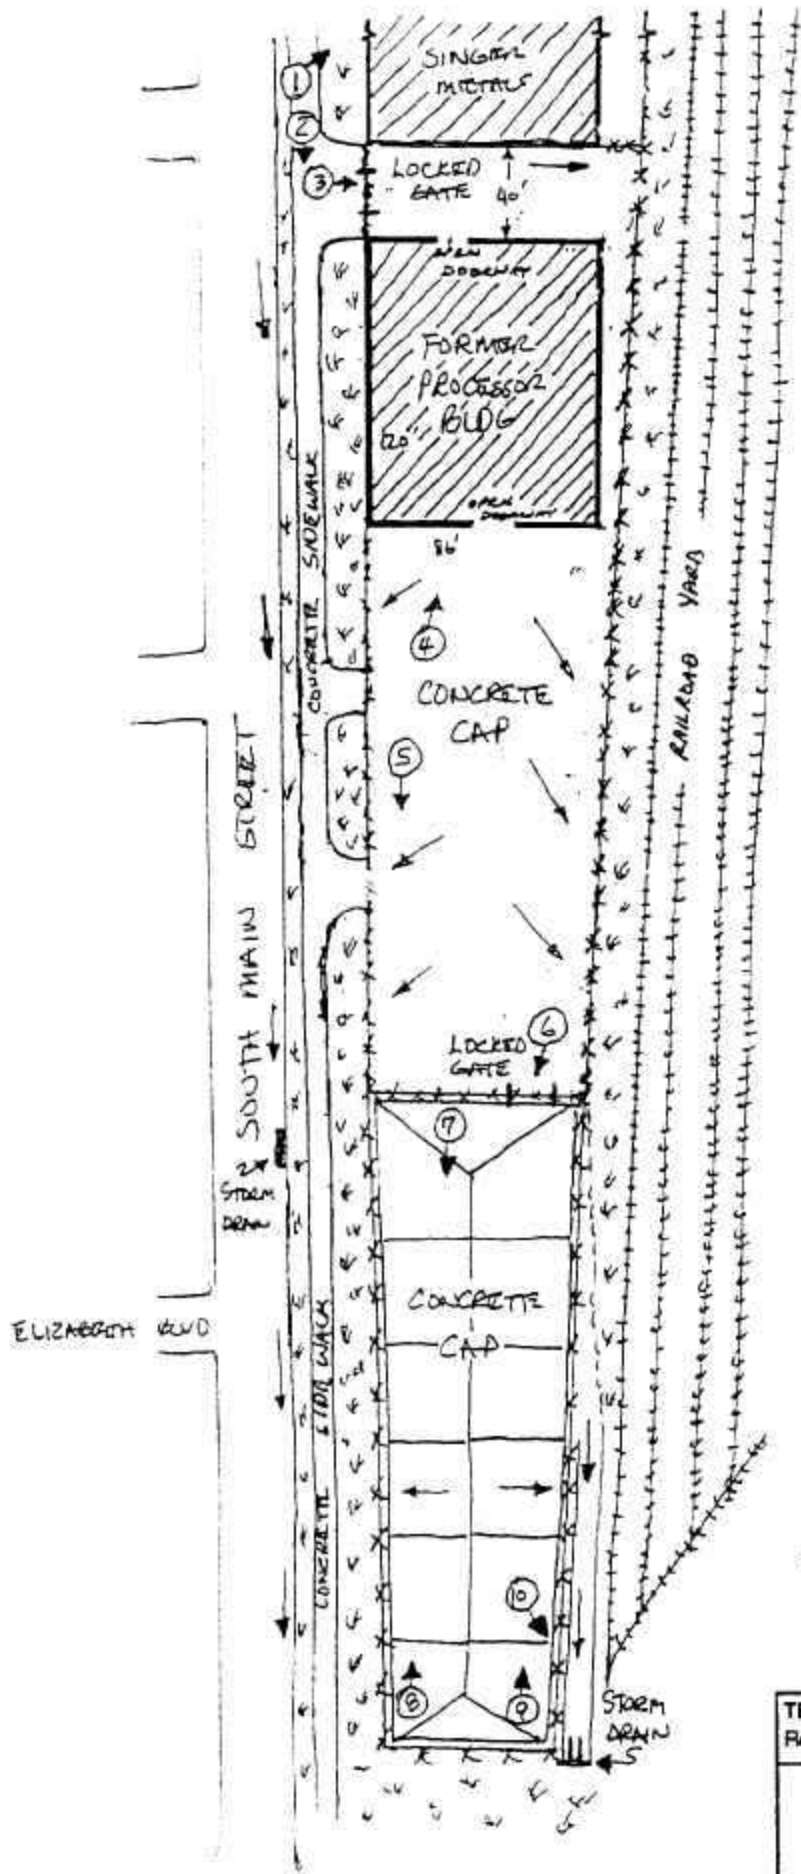 SINGER
METALS
1
2
3
LOCKED
GATE
40'
OPEN
DOORWAY
FORMER
PROCESSOR
BLDG
120'
OPEN
DOORWAY
86'
CONCRETE SIDEWALK
4
CONCRETE
CAP
RAILROAD YARD
5
SOUTH MAIN STREET
6
LOCKED
GATE
7
STORM
DRAIN
ELIZABETH BLVD
CONCRETE
CAP
CONCRETE SIDEWALK
10
8
9
STORM
DRAIN